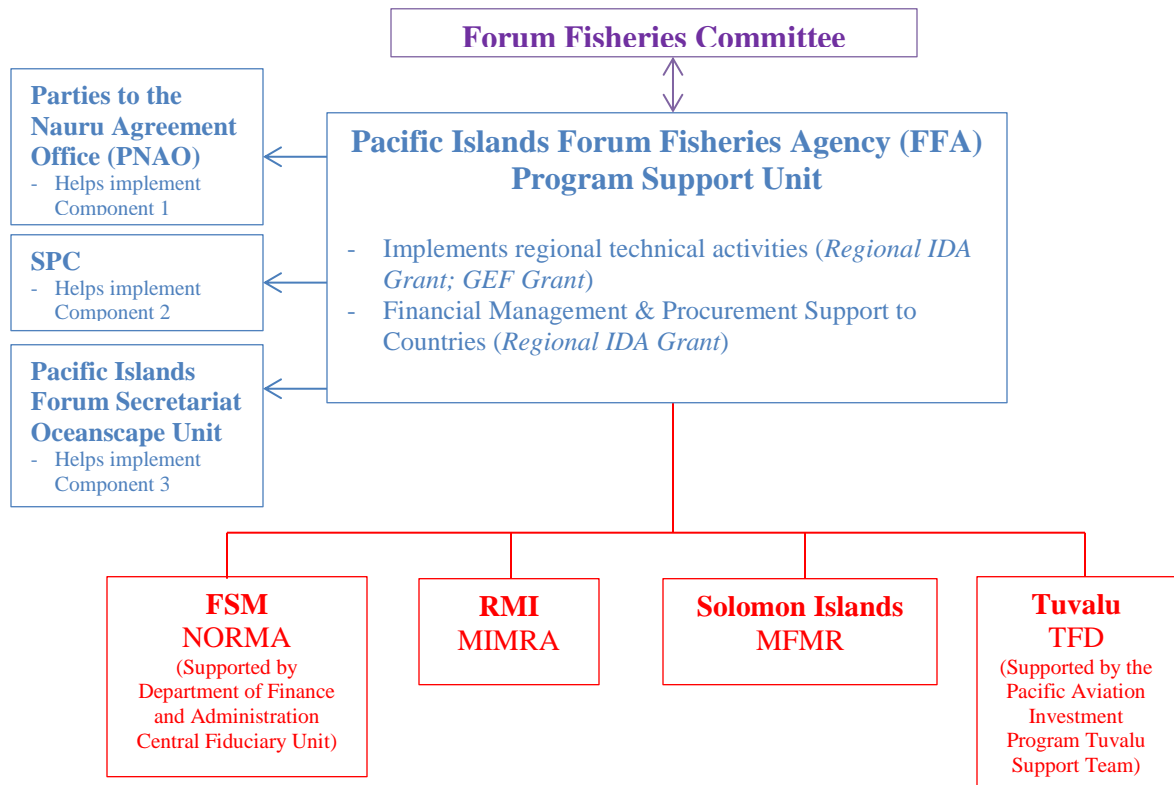 Forum Fisheries Committee
Parties to the
Nauru Agreement
Office (PNAO)
- Helps implement
Component 1
SPC
- Helps implement
Component 2
Pacific Islands
Forum Secretariat
Oceanscape Unit
- Helps implement
Component 3
Pacific Islands Forum Fisheries Agency (FFA)
Program Support Unit
- Implements regional technical activities (Regional IDA
Grant; GEF Grant)
- Financial Management & Procurement Support to
Countries (Regional IDA Grant)
FSM
NORMA
(Supported by
Department of Finance
and Administration
Central Fiduciary Unit)
RMI
MIMRA
Solomon Islands
MFMR
Tuvalu
TFD
(Supported by the
Pacific Aviation
Investment
Program Tuvalu
Support Team)